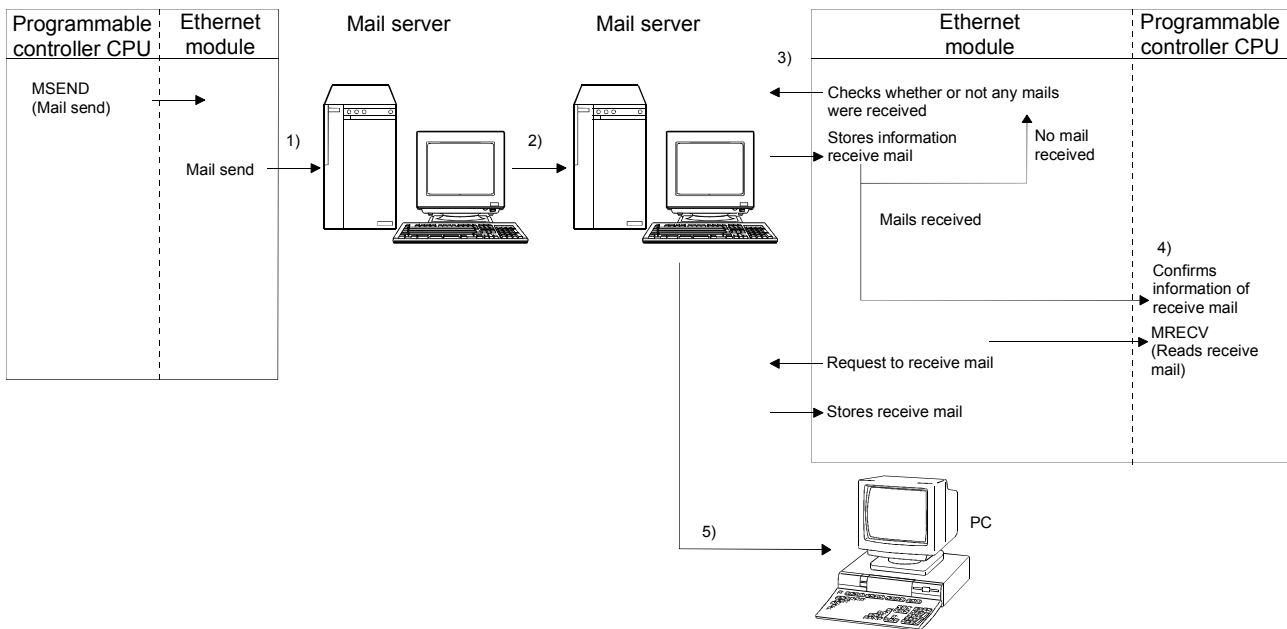 Programmable
controller CPU
Ethernet
module
Mail server
Mail server
Ethernet
module
Programmable
controller CPU
MSEND
(Mail send)
1)
Mail send
2)
3)
Checks whether or not any mails
were received
Stores information
receive mail
No mail
received
Mails received
4)
Confirms
information of
receive mail
MRECV
(Reads receive
mail)
Request to receive mail
Stores receive mail
5)
PC